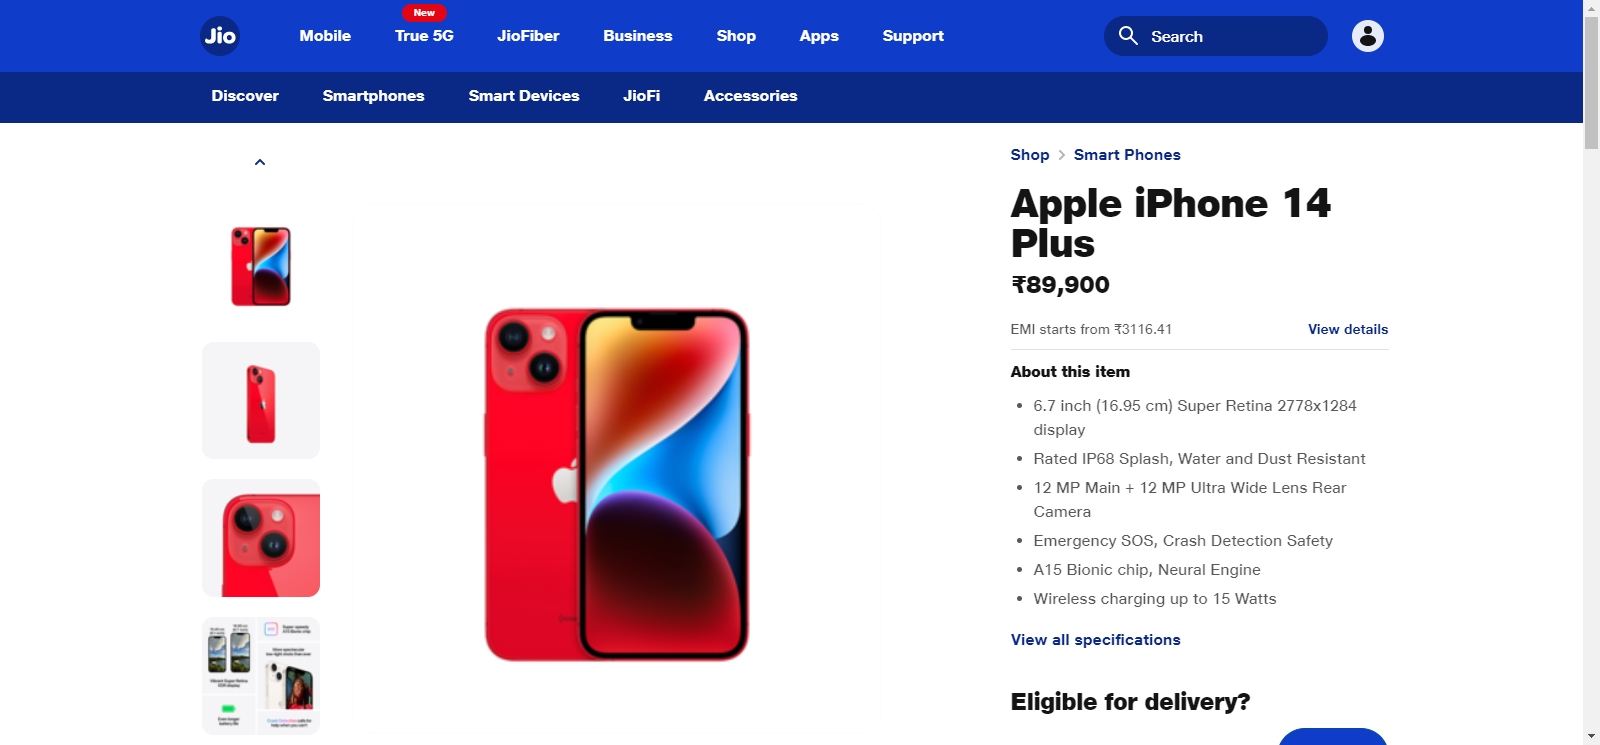 New
Jio
Mobile
True 5G
JioFiber
Business
Shop
Apps
Support
Search
Discover
Smartphones
Smart Devices
JioFi
Accessories
Shop
Smart Phones
Apple iPhone 14
Plus
₹89,900
EMI starts from ₹3116.41
View details
About this item
• 6.7 inch (16.95 cm) Super Retina 2778x1284
display
• Rated IP68 Splash, Water and Dust Resistant
• 12 MP Main + 12 MP Ultra Wide Lens Rear
Camera
• Emergency SOS, Crash Detection Safety
• A15 Bionic chip, Neural Engine
• Wireless charging up to 15 Watts
View all specifications
Eligible for delivery?